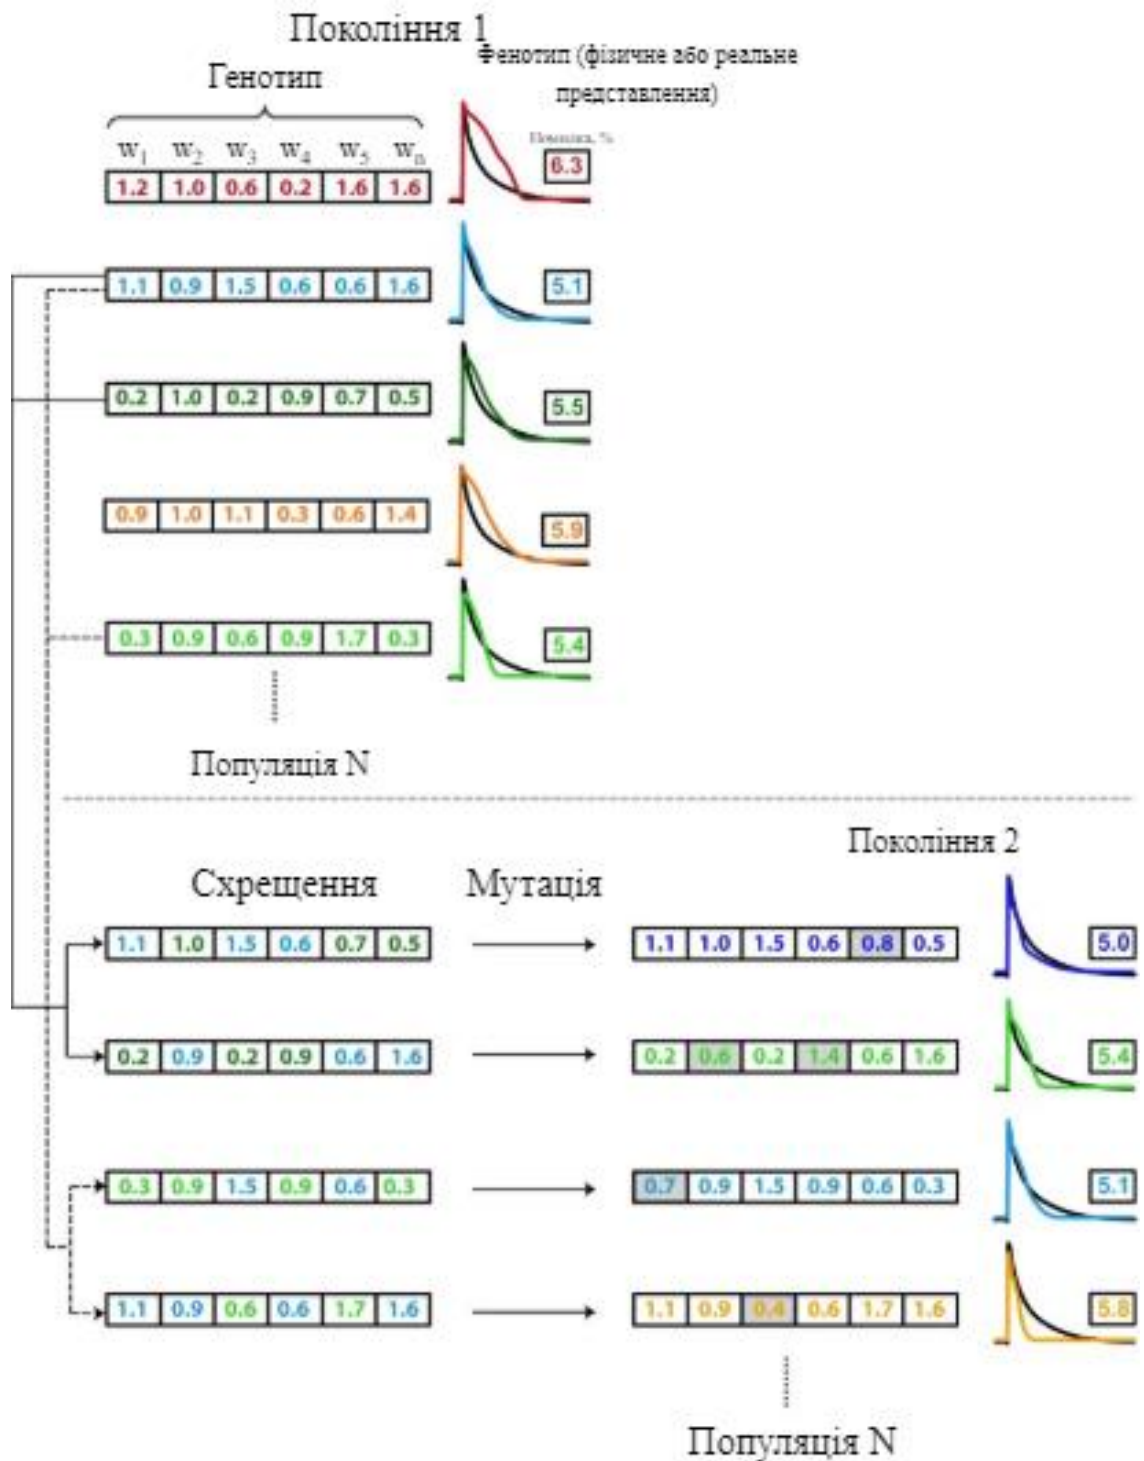 Покоління 1
Фенотип (фізичне або реальне
представлення)
Генотип
Помилка, %
w1 w2 w3 w4 w5 wn
1.2 1.0 0.6 0.2 1.6 1.6
6.3
1.1 0.9 1.5 0.6 0.6 1.6
5.1
0.2 1.0 0.2 0.9 0.7 0.5
5.5
0.9 1.0 1.1 0.3 0.6 1.4
5.9
0.3 0.9 0.6 0.9 1.7 0.3
5.4
Популяція N
Покоління 2
Схрещення
Мутація
1.1 1.0 1.5 0.6 0.7 0.5
1.1 1.0 1.5 0.6 0.8 0.5
5.0
0.2 0.9 0.2 0.9 0.6 1.6
0.2 0.6 0.2 1.4 0.6 1.6
5.4
0.3 0.9 1.5 0.9 0.6 0.3
0.7 0.9 1.5 0.9 0.6 0.3
5.1
1.1 0.9 0.6 0.6 1.7 1.6
1.1 0.9 0.4 0.6 1.7 1.6
5.8
Популяція N